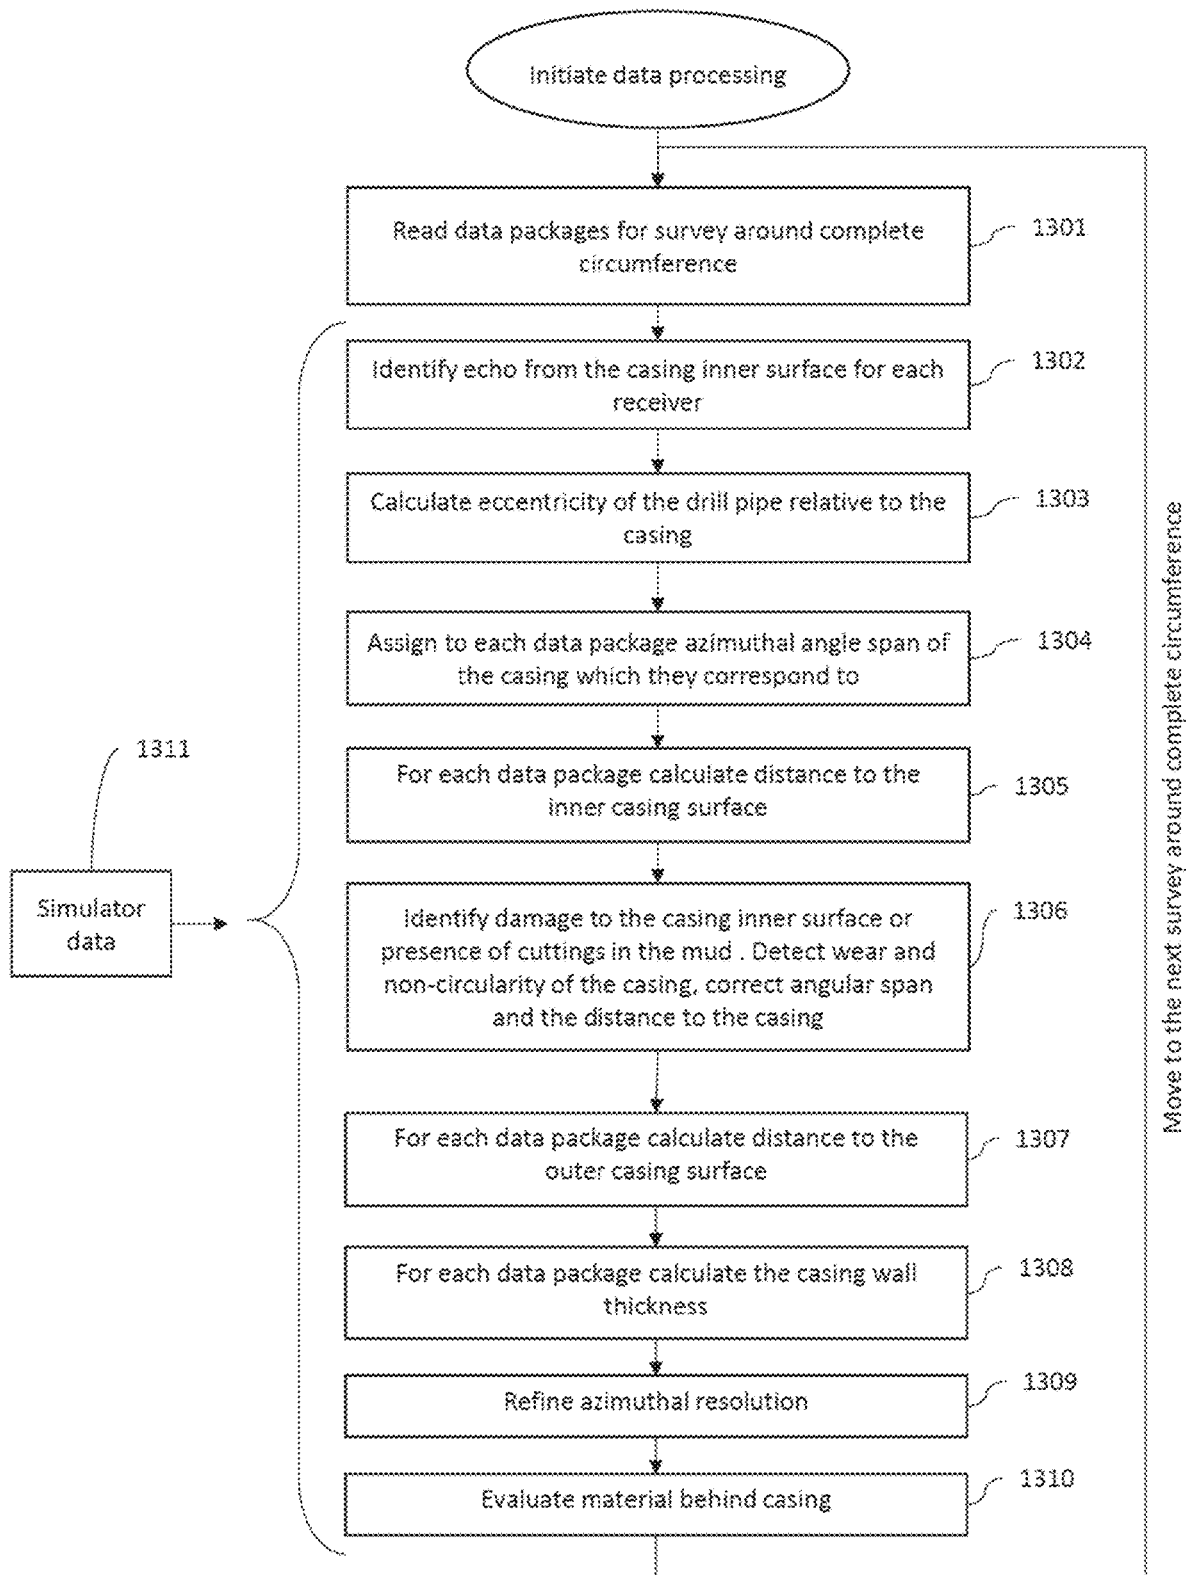 Initiate data processing
Read data packages for survey around complete
circumference
1301
Identify echo from the casing inner surface for each
receiver
1302
Calculate eccentricity of the drill pipe relative to the
casing
1303
Assign to each data package azimuthal angle span of
the casing which they correspond to
1304
For each data package calculate distance to the
inner casing surface
1305
Identify damage to the casing inner surface or
presence of cuttings in the mud . Detect wear and
non-circularity of the casing, correct angular span
and the distance to the casing
1306
For each data package calculate distance to the
outer casing surface
1307
For each data package calculate the casing wall
thickness
1308
Refine azimuthal resolution
1309
Evaluate material behind casing
1310
1311
Simulator
data
Move to the next survey around complete circumference